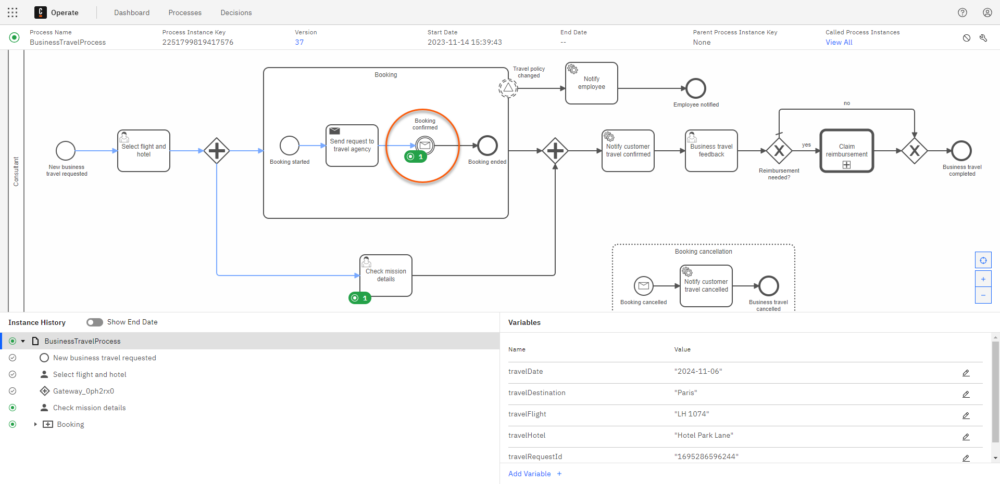 C Operate Dashboard Processes Decisions
Process Name
BusinessTravelProcess
Process Instance Key
2251799819417576
Version
37
Start Date
2023-11-14 15:39:43
End Date
--
Parent Process Instance Key
None
Called Process Instances
View All
Consultant
New business
travel requested
Select flight and
hotel
Booking
Booking started
Send request to
travel agency
Booking
confirmed
1
Booking ended
Travel policy
changed
Notify
employee
Employee notified
Check mission
details
1
Notify customer
travel confirmed
Business travel
feedback
Reimbursement
needed?
no
yes
Claim
reimbursement
Business travel
completed
Booking cancellation
Booking cancelled
Notify customer
travel cancelled
Business travel
cancelled
Instance History
Show End Date
BusinessTravelProcess
New business travel requested
Select flight and hotel
Gateway_0ph2rx0
Check mission details
Booking
Variables
Name Value
travelDate "2024-11-06"
travelDestination "Paris"
travelFlight "LH 1074"
travelHotel "Hotel Park Lane"
travelRequestId "1695286596244"
Add Variable +